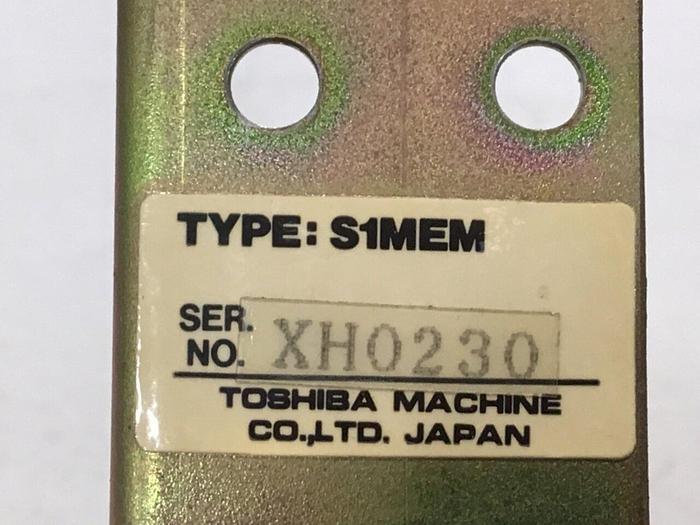 TYPE: S1MEM
SER.
NO. XH0230
TOSHIBA MACHINE
CO.,LTD. JAPAN